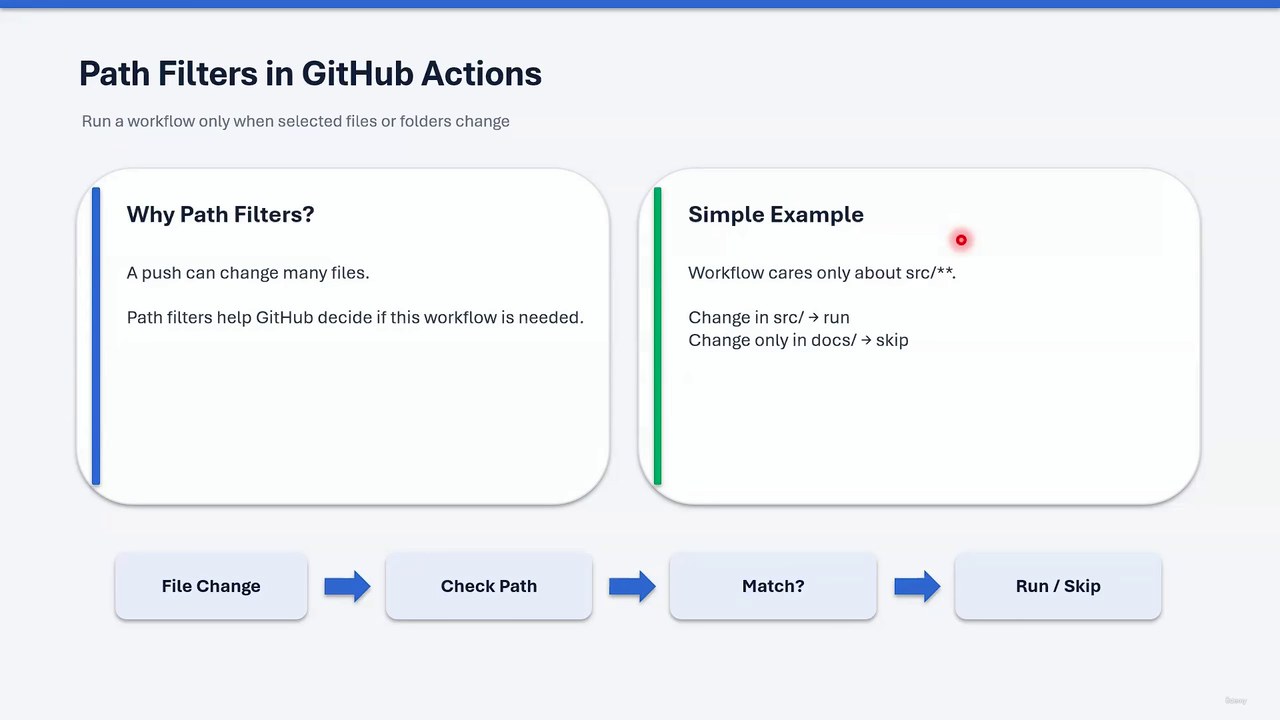 Path Filters in GitHub Actions
Run a workflow only when selected files or folders change
Why Path Filters?
A push can change many files.
Path filters help GitHub decide if this workflow is needed.
Simple Example
Workflow cares only about src/**.
Change in src/ → run
Change only in docs/ → skip
File Change
Check Path
Match?
Run / Skip